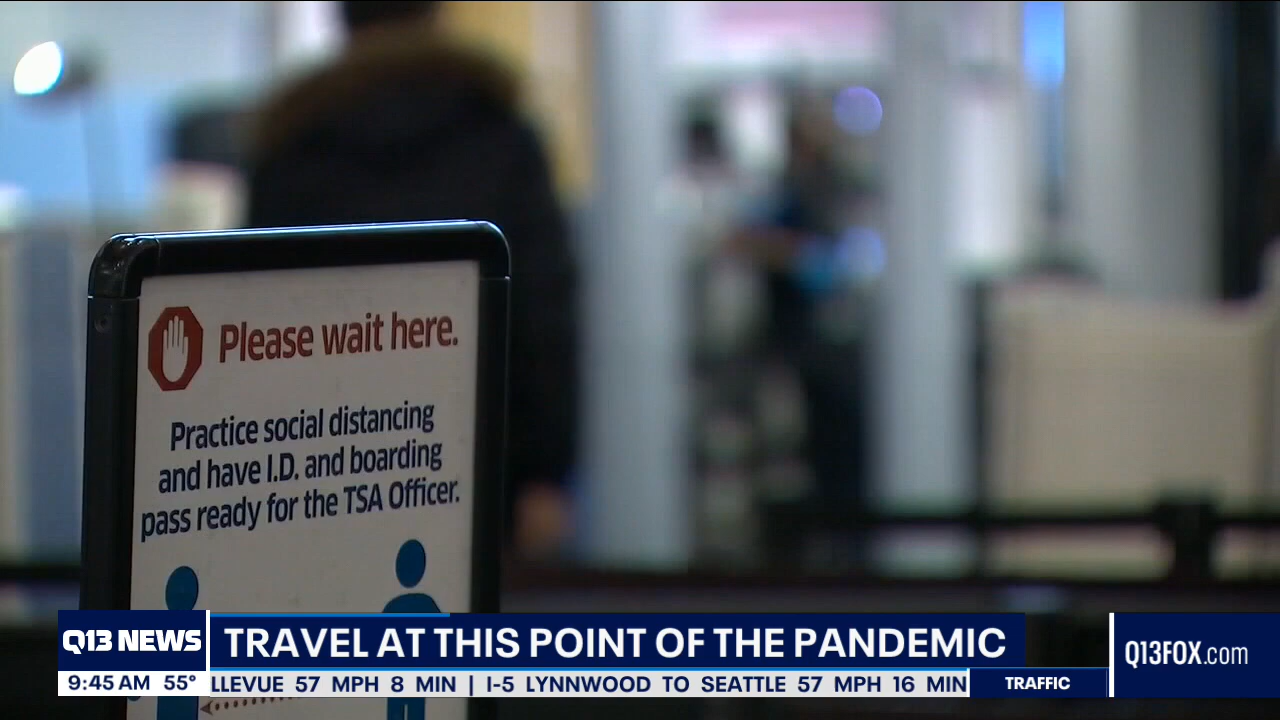 Please wait here.
Practice social distancing
and have I.D. and boarding
pass ready for the TSA Officer.
Q13 NEWS
TRAVEL AT THIS POINT OF THE PANDEMIC
Q13FOX.com
9:45 AM 55°
LLEVUE 57 MPH 8 MIN | I-5 LYNNWOOD TO SEATTLE 57 MPH 16 MIN
TRAFFIC